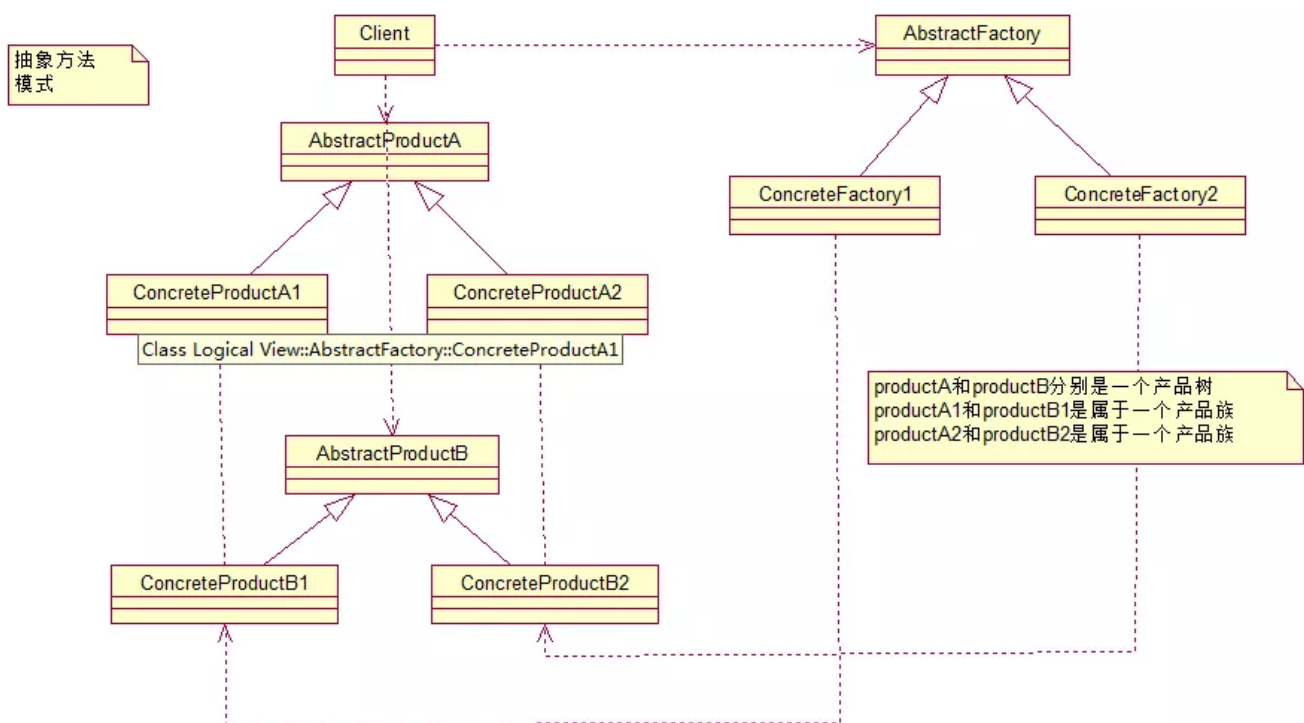 Client
AbstractFactory
抽象方法
模式
AbstractProductA
ConcreteFactory1
ConcreteFactory2
ConcreteProductA1
ConcreteProductA2
Class Logical View::AbstractFactory::ConcreteProductA1
productA和productB分别是一个产品树
productA1和productB1是属于一个产品族
productA2和productB2是属于一个产品族
AbstractProductB
ConcreteProductB1
ConcreteProductB2